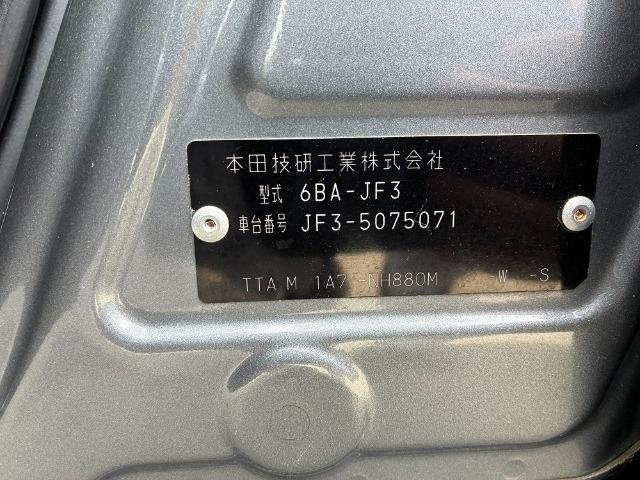 本田技研工業株式会社
型式 6BA-JF3
車台番号 JF3-5075071
TTA M 1A7 -NH880M -W -S